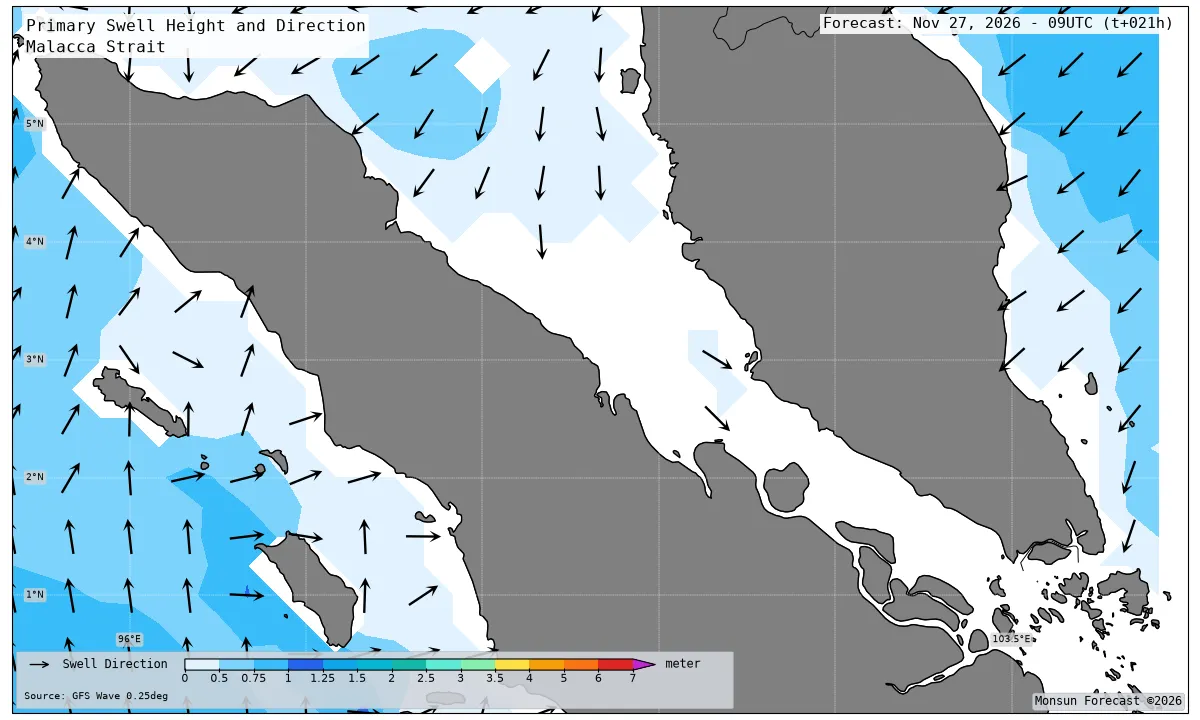 Primary Swell Height and Direction
Malacca Strait
Forecast: Nov 27, 2026 - 09UTC (t+021h)
5°N
4°N
3°N
2°N
1°N
96°E
103.5°E
Swell Direction
meter
0 0.5 0.75 1 1.25 1.5 2 2.5 3 3.5 4 5 6 7
Source: GFS Wave 0.25deg
Monsun Forecast ©2026